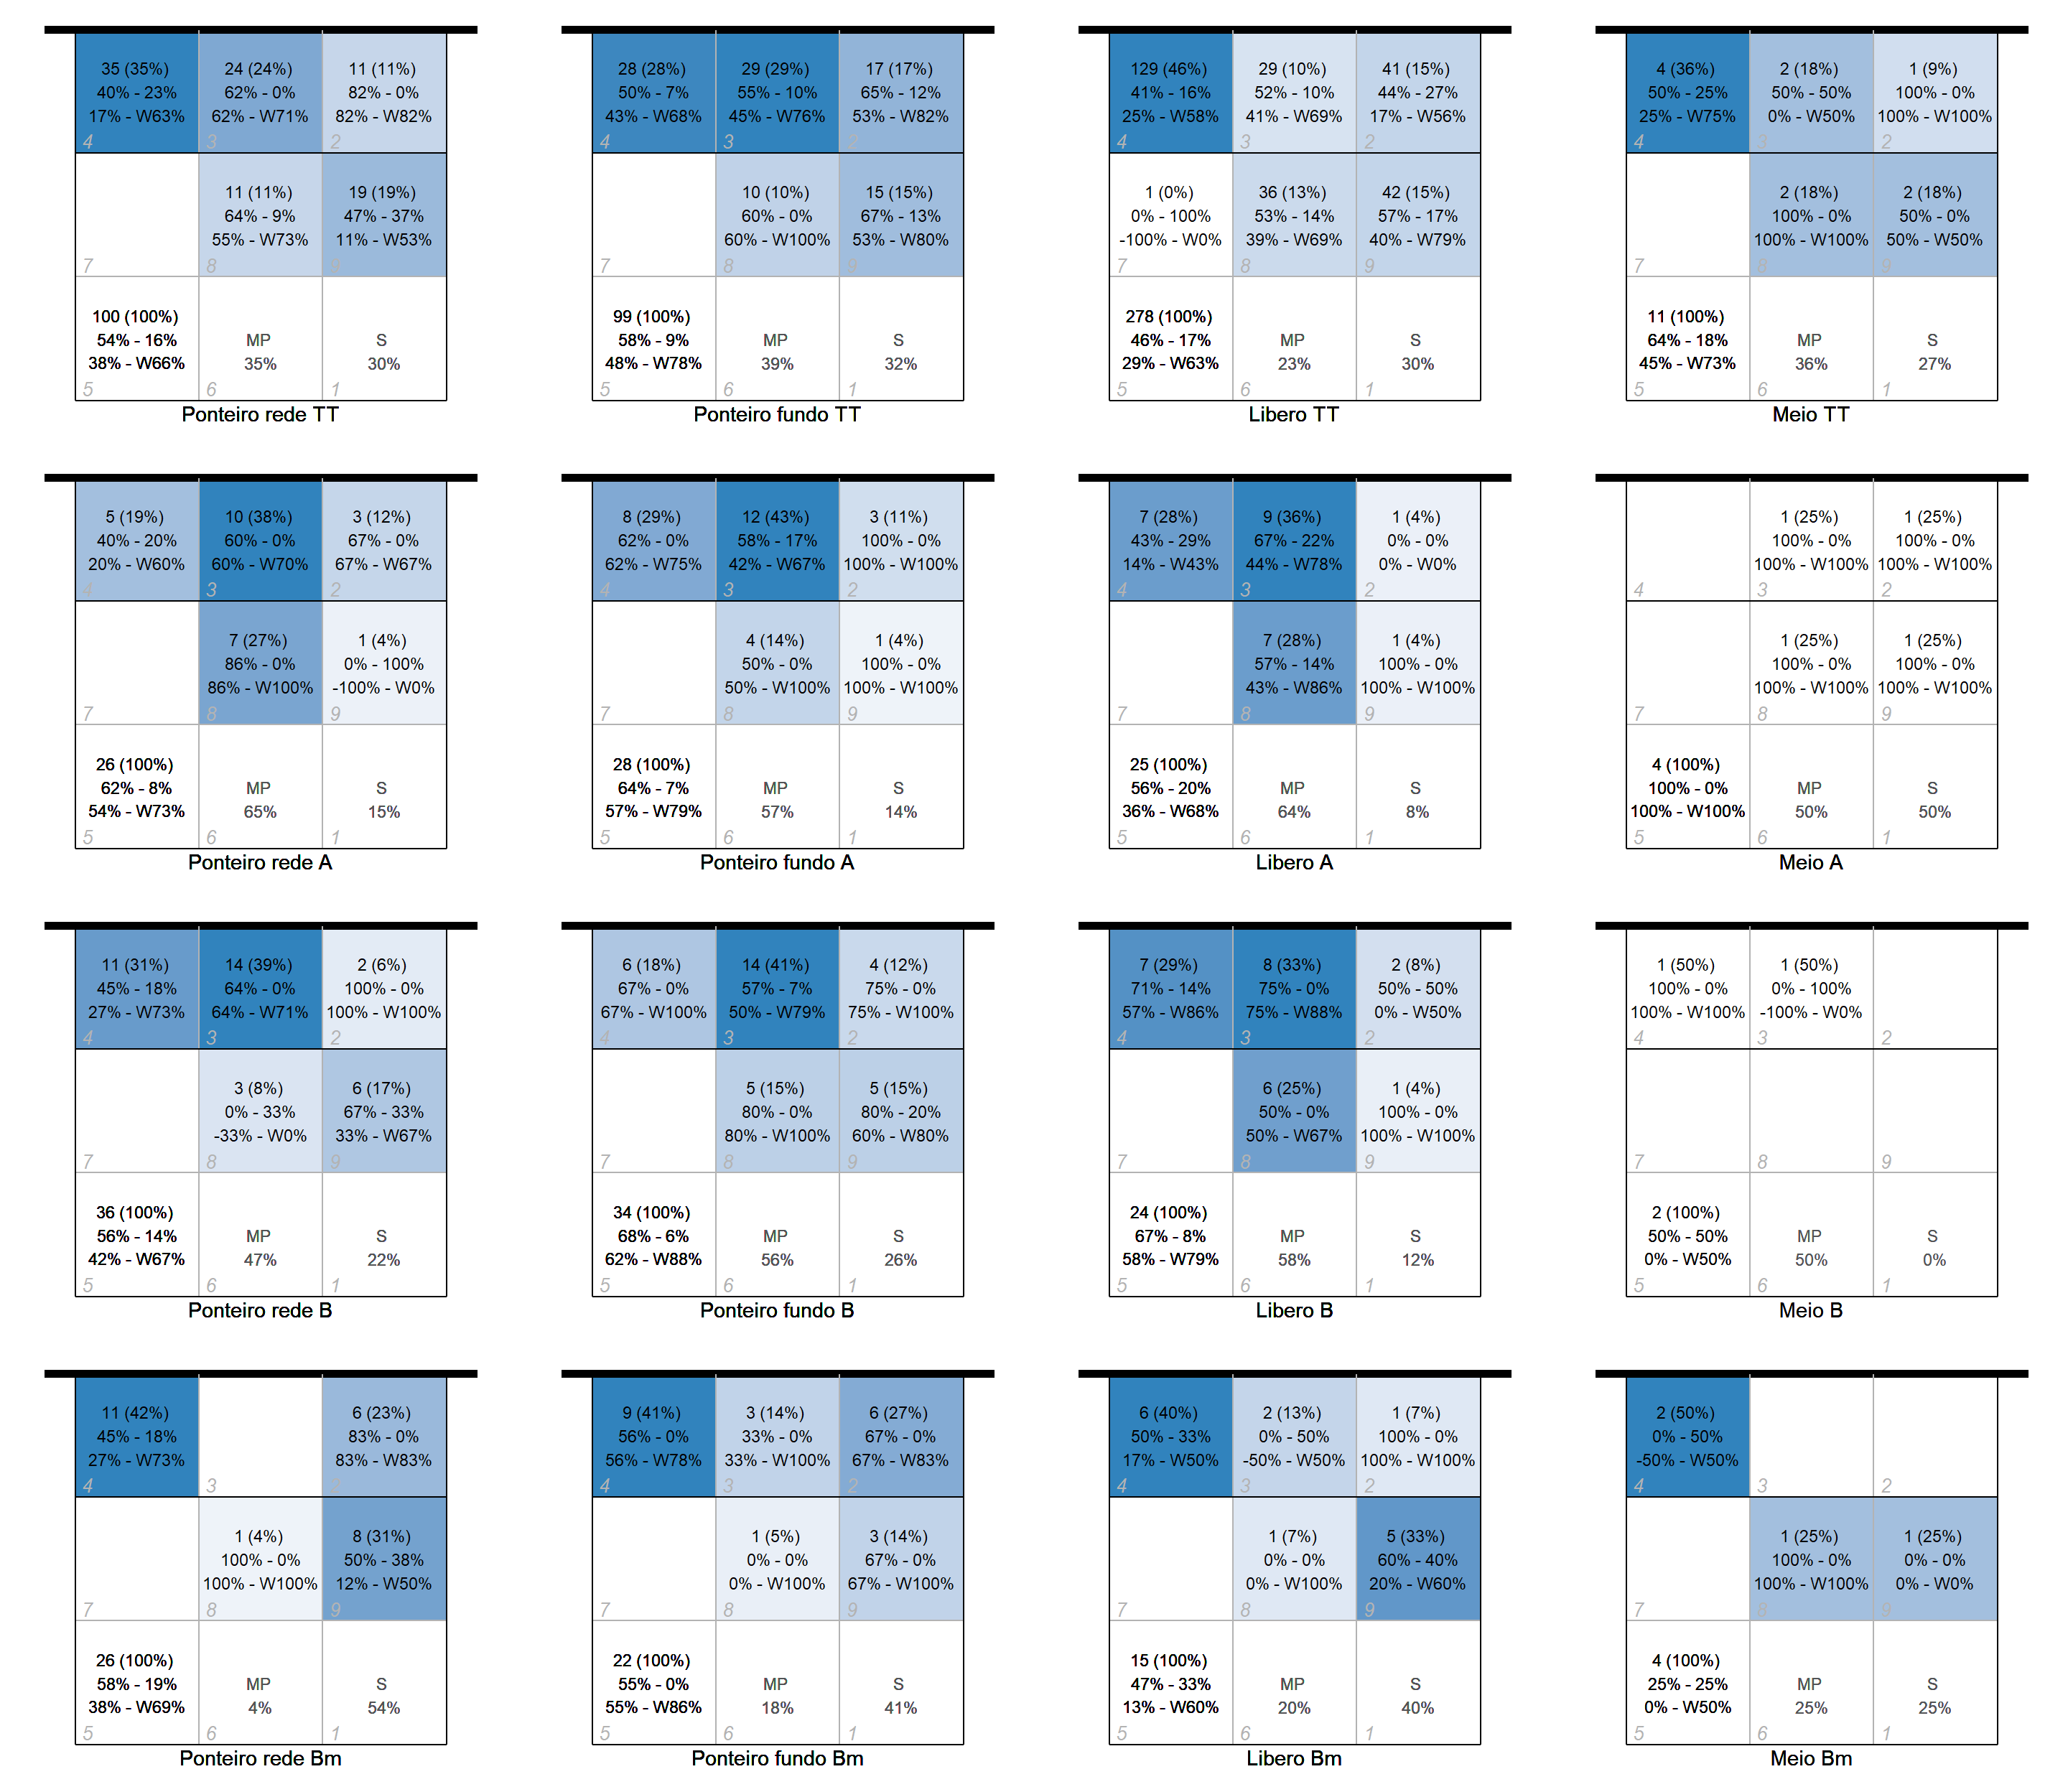 35 (35%)
40% - 23%
17% - W63%
4
24 (24%)
62% - 0%
62% - W71%
3
11 (11%)
82% - 0%
82% - W82%
2
7
11 (11%)
64% - 9%
55% - W73%
8
19 (19%)
47% - 37%
11% - W53%
9
100 (100%)
54% - 16%
38% - W66%
5
MP
35%
6
S
30%
1
Ponteiro rede TT
28 (28%)
50% - 7%
43% - W68%
4
29 (29%)
55% - 10%
45% - W76%
3
17 (17%)
65% - 12%
53% - W82%
2
7
10 (10%)
60% - 0%
60% - W100%
8
15 (15%)
67% - 13%
53% - W80%
9
99 (100%)
58% - 9%
48% - W78%
5
MP
39%
6
S
32%
1
Ponteiro fundo TT
129 (46%)
41% - 16%
25% - W58%
4
29 (10%)
52% - 10%
41% - W69%
3
41 (15%)
44% - 27%
17% - W56%
2
1 (0%)
0% - 100%
-100% - W0%
7
36 (13%)
53% - 14%
39% - W69%
8
42 (15%)
57% - 17%
40% - W79%
9
278 (100%)
46% - 17%
29% - W63%
5
MP
23%
6
S
30%
1
Libero TT
4 (36%)
50% - 25%
25% - W75%
4
2 (18%)
50% - 50%
0% - W50%
3
1 (9%)
100% - 0%
100% - W100%
2
7
2 (18%)
100% - 0%
100% - W100%
8
2 (18%)
50% - 0%
50% - W50%
9
11 (100%)
64% - 18%
45% - W73%
5
MP
36%
6
S
27%
1
Meio TT
5 (19%)
40% - 20%
20% - W60%
4
10 (38%)
60% - 0%
60% - W70%
3
3 (12%)
67% - 0%
67% - W67%
2
7
7 (27%)
86% - 0%
86% - W100%
8
1 (4%)
0% - 100%
-100% - W0%
9
26 (100%)
62% - 8%
54% - W73%
5
MP
65%
6
S
15%
1
Ponteiro rede A
8 (29%)
62% - 0%
62% - W75%
4
12 (43%)
58% - 17%
42% - W67%
3
3 (11%)
100% - 0%
100% - W100%
2
7
4 (14%)
50% - 0%
50% - W100%
8
1 (4%)
100% - 0%
100% - W100%
9
28 (100%)
64% - 7%
57% - W79%
5
MP
57%
6
S
14%
1
Ponteiro fundo A
7 (28%)
43% - 29%
14% - W43%
4
9 (36%)
67% - 22%
44% - W78%
3
1 (4%)
0% - 0%
0% - W0%
2
7
7 (28%)
57% - 14%
43% - W86%
8
1 (4%)
100% - 0%
100% - W100%
9
25 (100%)
56% - 20%
36% - W68%
5
MP
64%
6
S
8%
1
Libero A
4
1 (25%)
100% - 0%
100% - W100%
3
1 (25%)
100% - 0%
100% - W100%
2
7
1 (25%)
100% - 0%
100% - W100%
8
1 (25%)
100% - 0%
100% - W100%
9
4 (100%)
100% - 0%
100% - W100%
5
MP
50%
6
S
50%
1
Meio A
11 (31%)
45% - 18%
27% - W73%
4
14 (39%)
64% - 0%
64% - W71%
3
2 (6%)
100% - 0%
100% - W100%
2
7
3 (8%)
0% - 33%
-33% - W0%
8
6 (17%)
67% - 33%
33% - W67%
9
36 (100%)
56% - 14%
42% - W67%
5
MP
47%
6
S
22%
1
Ponteiro rede B
6 (18%)
67% - 0%
67% - W100%
4
14 (41%)
57% - 7%
50% - W79%
3
4 (12%)
75% - 0%
75% - W100%
2
7
5 (15%)
80% - 0%
80% - W100%
8
5 (15%)
80% - 20%
60% - W80%
9
34 (100%)
68% - 6%
62% - W88%
5
MP
56%
6
S
26%
1
Ponteiro fundo B
7 (29%)
71% - 14%
57% - W86%
4
8 (33%)
75% - 0%
75% - W88%
3
2 (8%)
50% - 50%
0% - W50%
2
7
6 (25%)
50% - 0%
50% - W67%
8
1 (4%)
100% - 0%
100% - W100%
9
24 (100%)
67% - 8%
58% - W79%
5
MP
58%
6
S
12%
1
Libero B
1 (50%)
100% - 0%
100% - W100%
4
1 (50%)
0% - 100%
-100% - W0%
3
2
7
8
9
2 (100%)
50% - 50%
0% - W50%
5
MP
50%
6
S
0%
1
Meio B
11 (42%)
45% - 18%
27% - W73%
4
3
6 (23%)
83% - 0%
83% - W83%
2
7
1 (4%)
100% - 0%
100% - W100%
8
8 (31%)
50% - 38%
12% - W50%
9
26 (100%)
58% - 19%
38% - W69%
5
MP
4%
6
S
54%
1
Ponteiro rede Bm
9 (41%)
56% - 0%
56% - W78%
4
3 (14%)
33% - 0%
33% - W100%
3
6 (27%)
67% - 0%
67% - W83%
2
7
1 (5%)
0% - 0%
0% - W100%
8
3 (14%)
67% - 0%
67% - W100%
9
22 (100%)
55% - 0%
55% - W86%
5
MP
18%
6
S
41%
1
Ponteiro fundo Bm
6 (40%)
50% - 33%
17% - W50%
4
2 (13%)
0% - 50%
-50% - W50%
3
1 (7%)
100% - 0%
100% - W100%
2
7
1 (7%)
0% - 0%
0% - W100%
8
5 (33%)
60% - 40%
20% - W60%
9
15 (100%)
47% - 33%
13% - W60%
5
MP
20%
6
S
40%
1
Libero Bm
2 (50%)
0% - 50%
-50% - W50%
4
3
2
7
1 (25%)
100% - 0%
100% - W100%
8
1 (25%)
0% - 0%
0% - W0%
9
4 (100%)
25% - 25%
0% - W50%
5
MP
25%
6
S
25%
1
Meio Bm